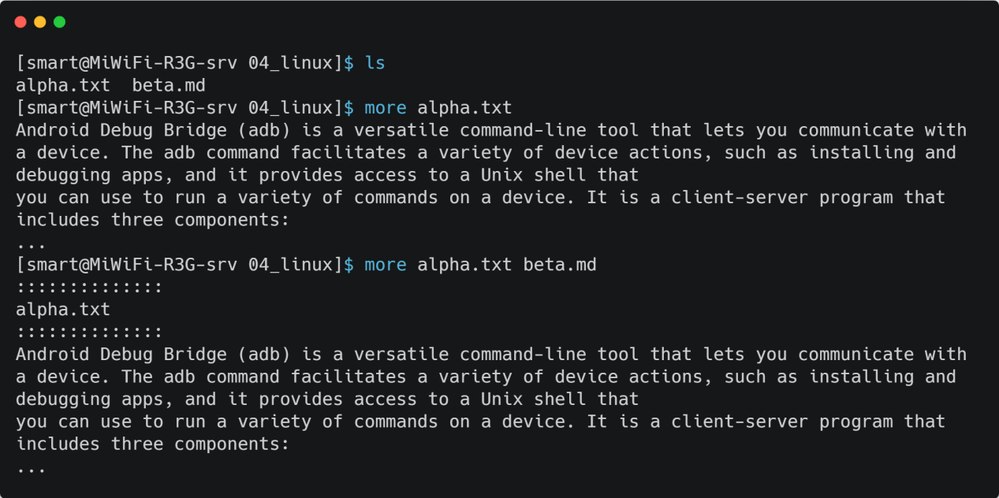 [smart@MiWiFi-R3G-srv 04_linux]$ ls
alpha.txt  beta.md
[smart@MiWiFi-R3G-srv 04_linux]$ more alpha.txt
Android Debug Bridge (adb) is a versatile command-line tool that lets you communicate with
a device. The adb command facilitates a variety of device actions, such as installing and
debugging apps, and it provides access to a Unix shell that
you can use to run a variety of commands on a device. It is a client-server program that
includes three components:
...
[smart@MiWiFi-R3G-srv 04_linux]$ more alpha.txt beta.md
::::::::::::::
alpha.txt
::::::::::::::
Android Debug Bridge (adb) is a versatile command-line tool that lets you communicate with
a device. The adb command facilitates a variety of device actions, such as installing and
debugging apps, and it provides access to a Unix shell that
you can use to run a variety of commands on a device. It is a client-server program that
includes three components:
...